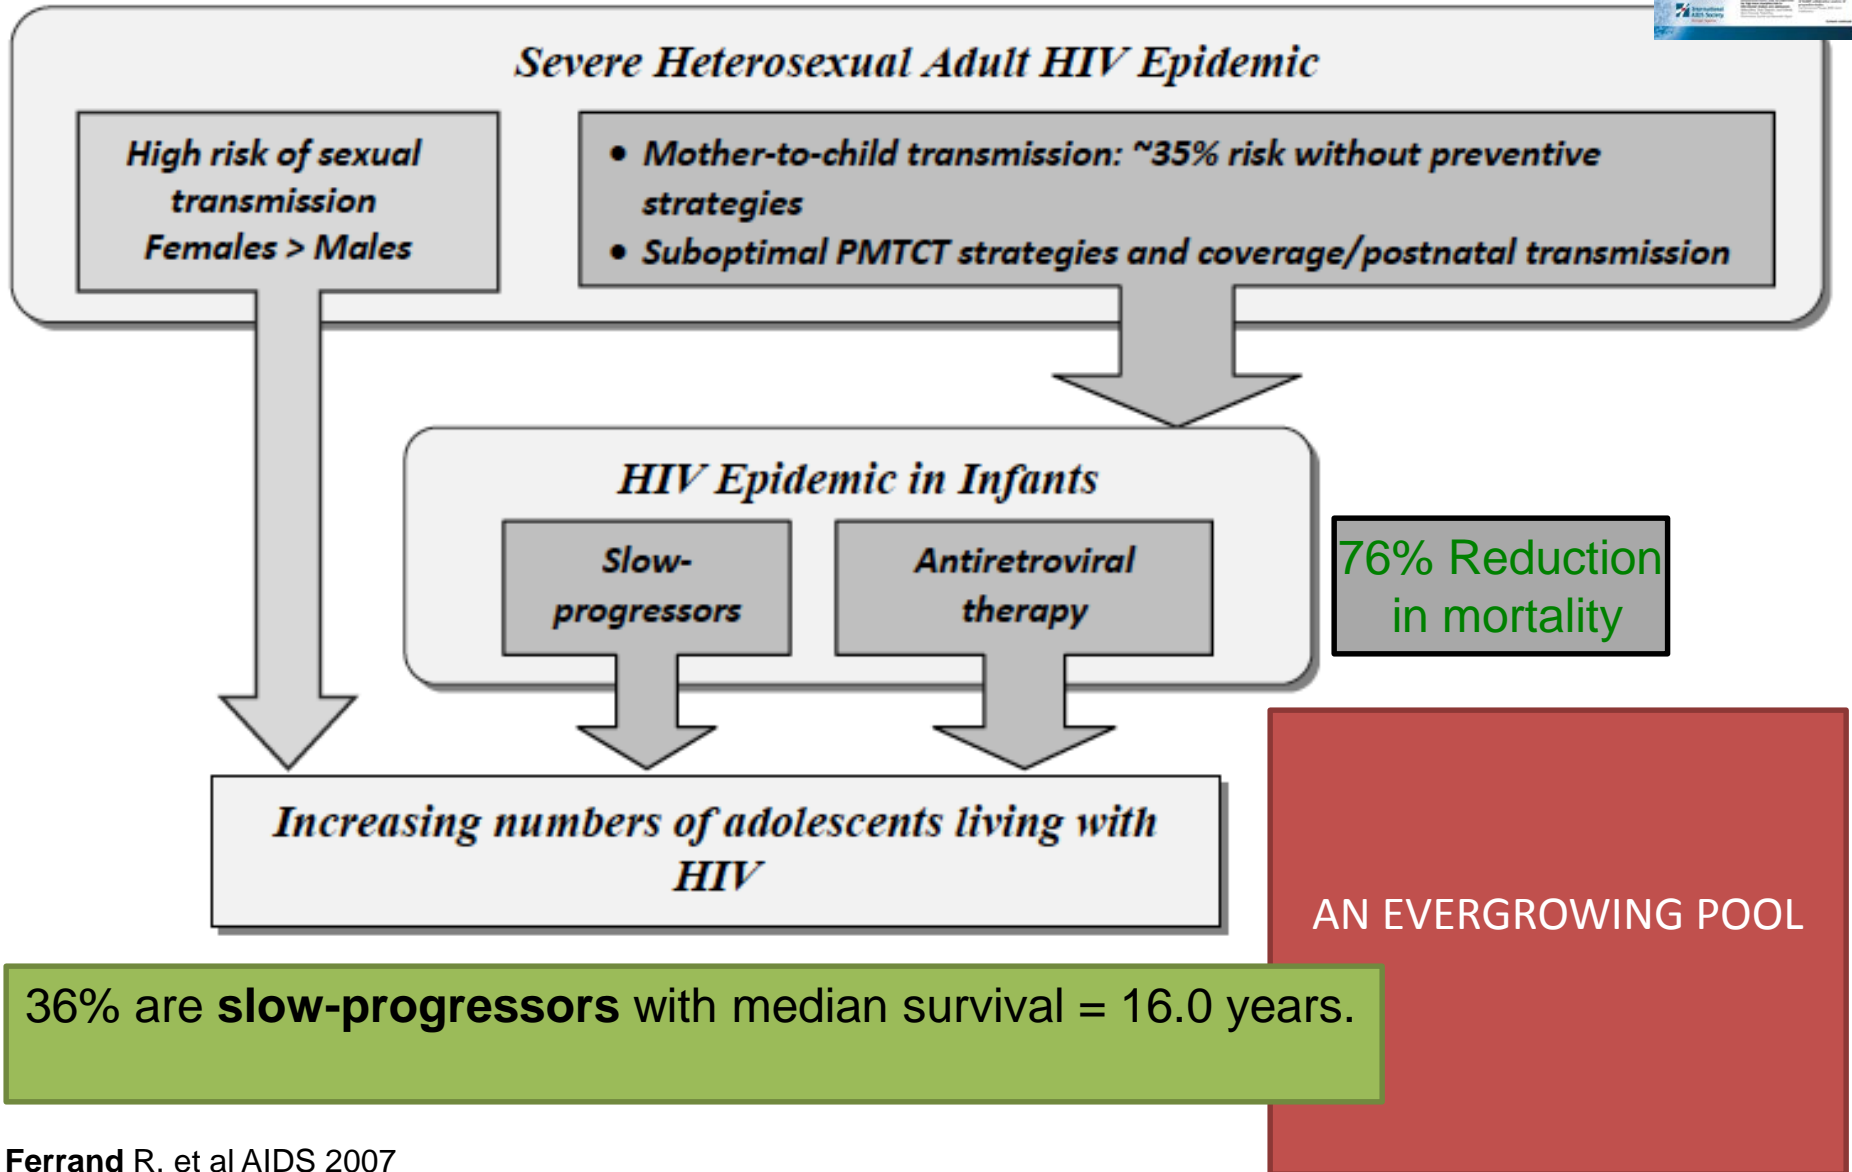 International
AIDS Society
Severe Heterosexual Adult HIV Epidemic
High risk of sexual
transmission
Females > Males
• Mother-to-child transmission: ~35% risk without preventive
strategies
• Suboptimal PMTCT strategies and coverage/postnatal transmission
HIV Epidemic in Infants
Slow-
progressors
Antiretroviral
therapy
76% Reduction
in mortality
Increasing numbers of adolescents living with
HIV
AN EVERGROWING POOL
36% are slow-progressors with median survival = 16.0 years.
Ferrand R. et al AIDS 2007